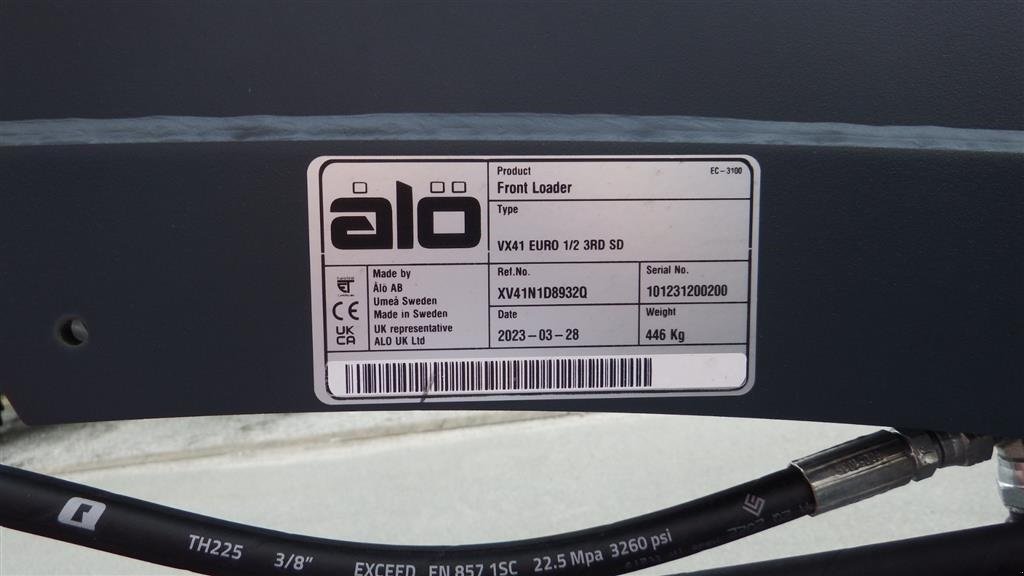 älö
Product
EC-3100
Front Loader
Type
VX41 EURO 1/2 3RD SD
Ref.No.
Serial No.
XV41N1D8932Q
101231200200
Date
Weight
2023-03-28
446 Kg
Made by
Ålö AB
Umeå Sweden
Made in Sweden
UK representative
ALO UK Ltd
CE
UK
CA
TH225 3/8" EXCEED EN 857 1SC 22.5 Mpa 3260 psi